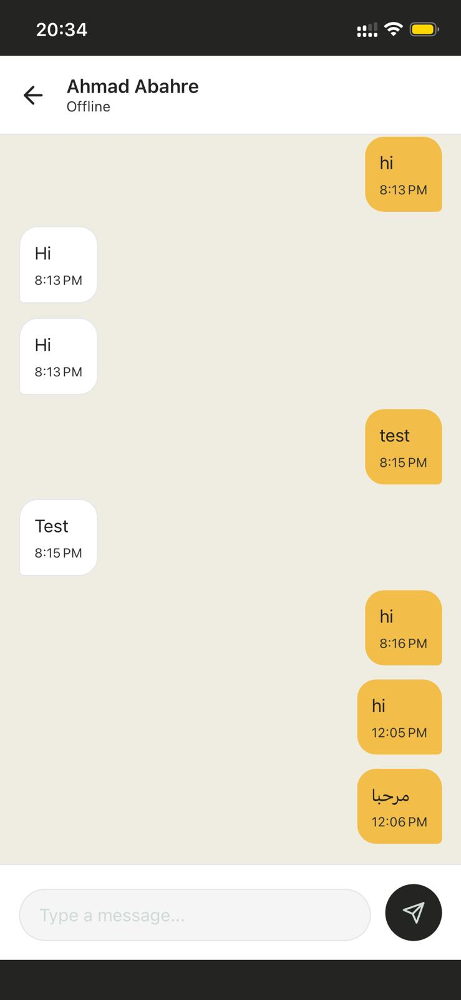 20:34
Ahmad Abahre
Offline
hi
8:13 PM
Hi
8:13 PM
Hi
8:13 PM
test
8:15 PM
Test
8:15 PM
hi
8:16 PM
hi
12:05 PM
مرحبا
12:06 PM
Type a message...